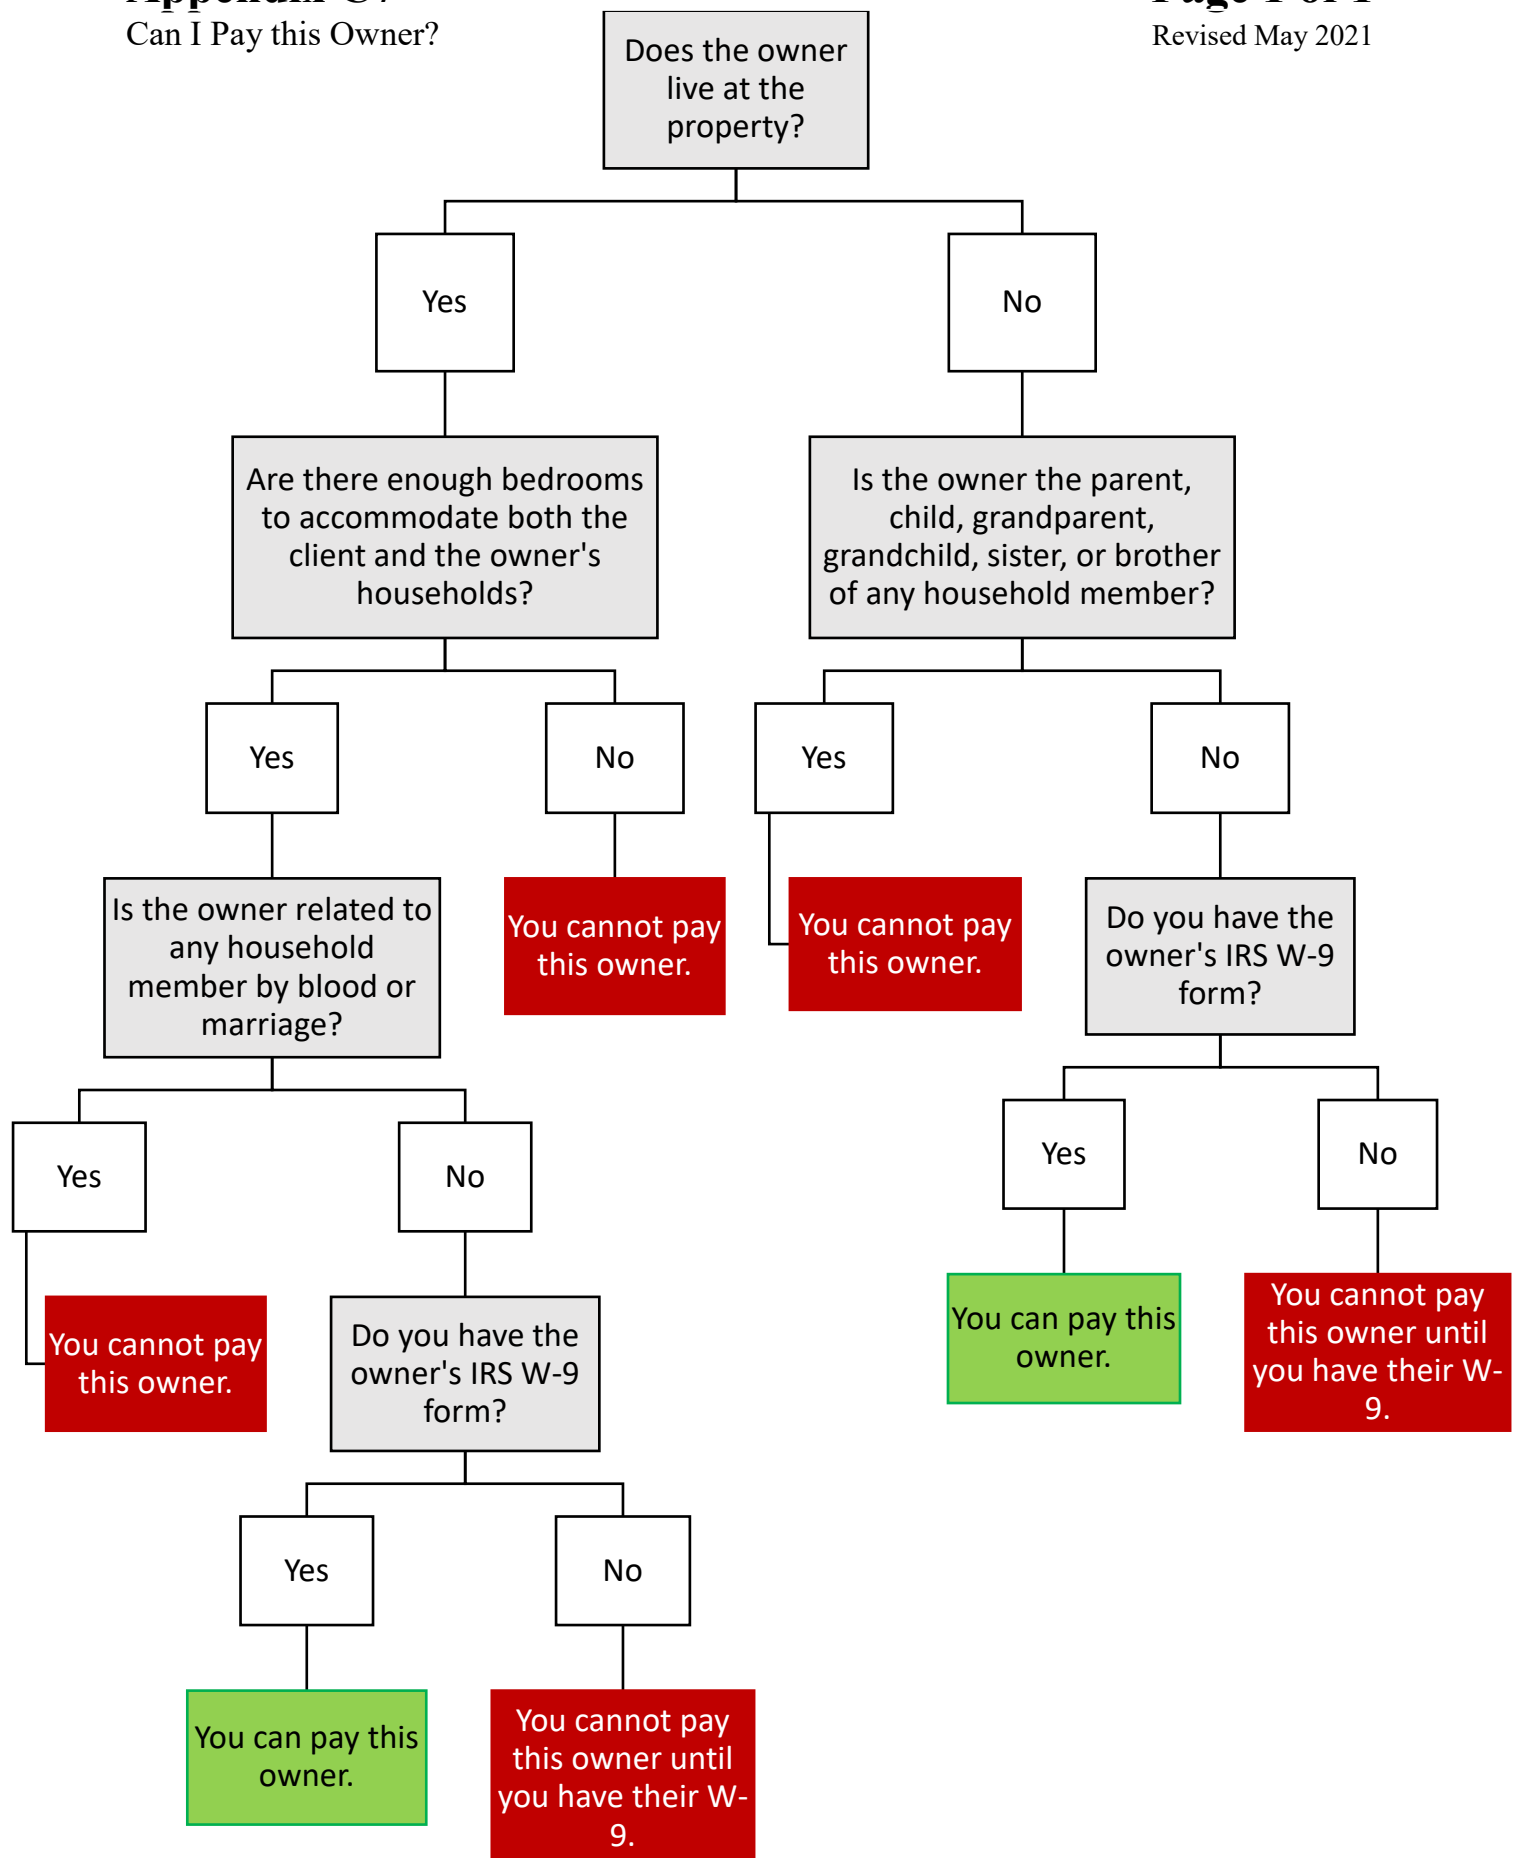 Can I Pay this Owner?
Revised May 2021
Does the owner
live at the
property?
Yes
No
Are there enough bedrooms
to accommodate both the
client and the owner's
households?
Is the owner the parent,
child, grandparent,
grandchild, sister, or brother
of any household member?
Yes
No
Yes
No
Is the owner related to
any household
member by blood or
marriage?
You cannot pay
this owner.
You cannot pay
this owner.
Do you have the
owner's IRS W-9
form?
Yes
No
Yes
No
You cannot pay
this owner.
Do you have the
owner's IRS W-9
form?
You can pay this
owner.
You cannot pay
this owner until
you have their W-
9.
Yes
No
You can pay this
owner.
You cannot pay
this owner until
you have their W-
9.